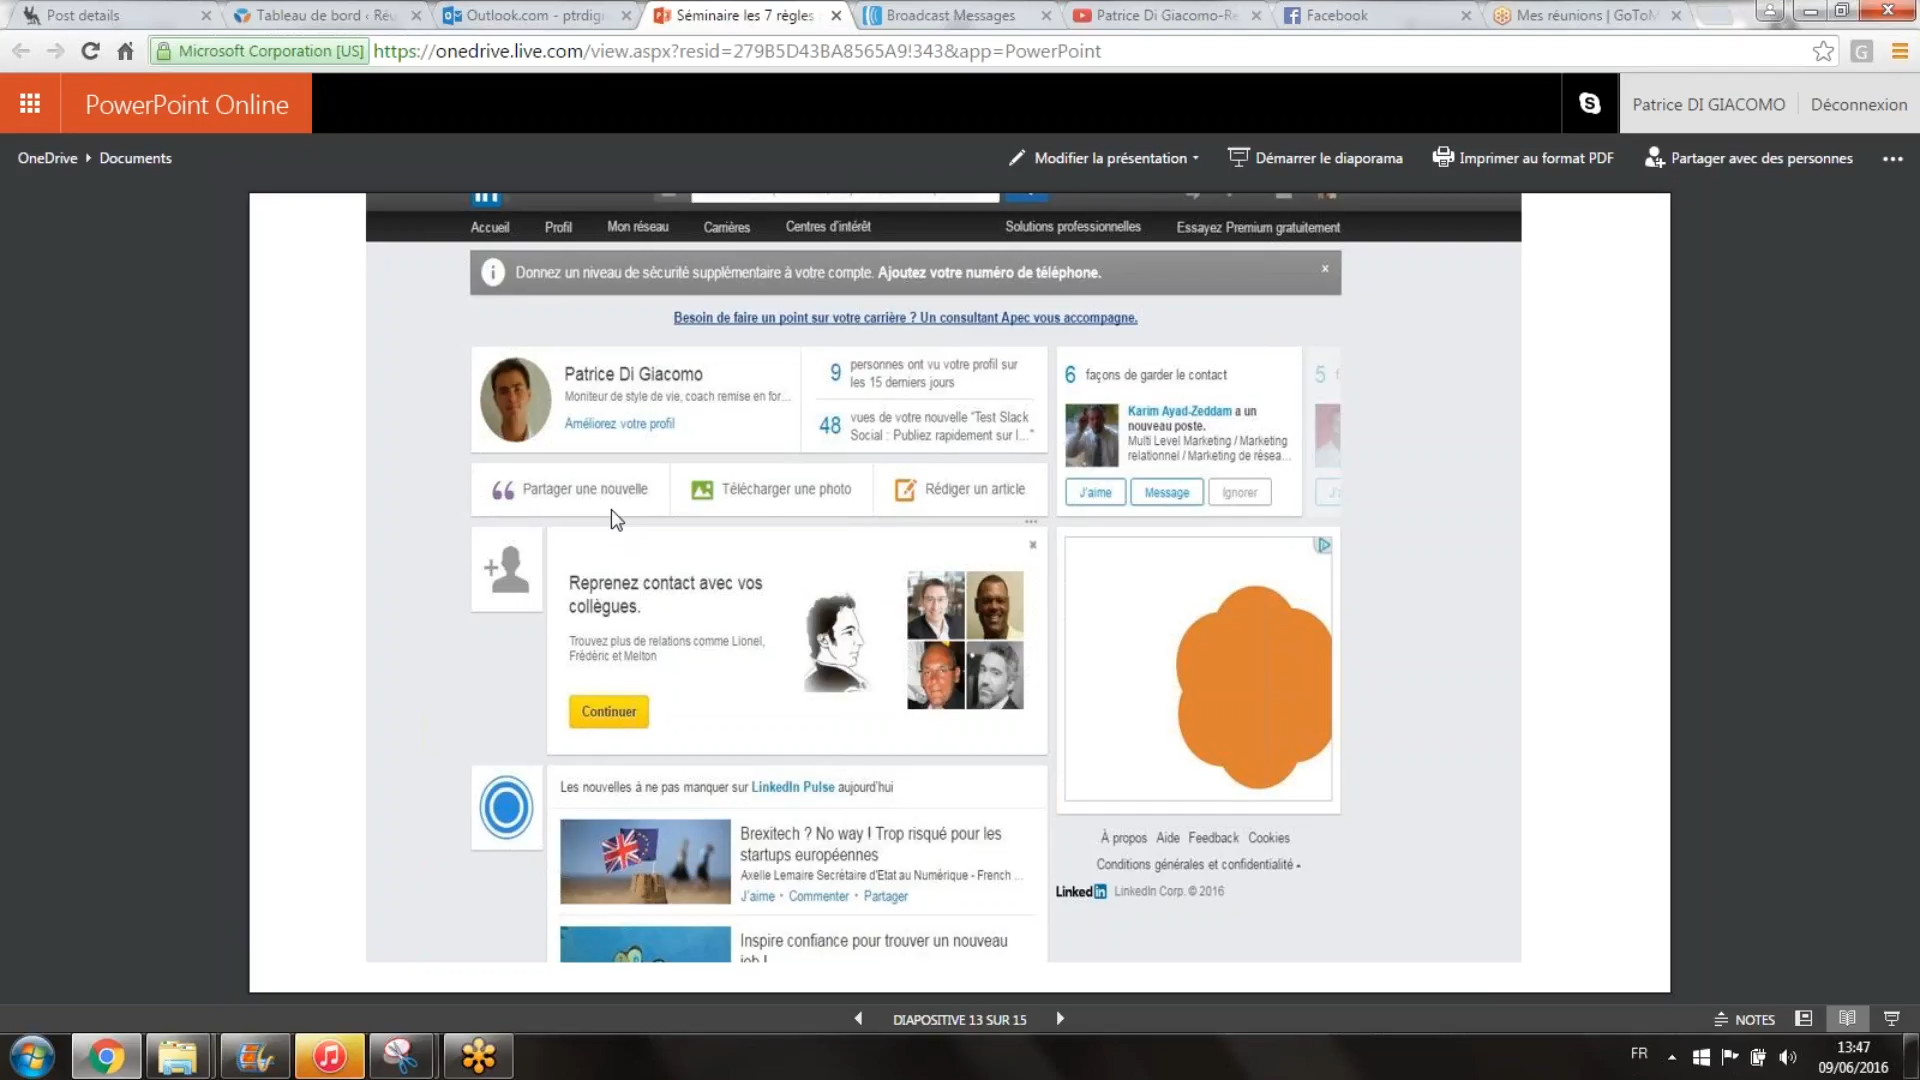 Post details
Tableau de bord ‹ Réu
Outlook.com - ptrdig
Séminaire les 7 règles
Broadcast Messages
Patrice Di Giacomo-Re
Facebook
Mes réunions | GoToM
Microsoft Corporation [US]
https://onedrive.live.com/view.aspx?resid=279B5D43BA8565A9!343&app=PowerPoint
PowerPoint Online
Patrice DI GIACOMO
Déconnexion
OneDrive
Documents
Modifier la présentation
Démarrer le diaporama
Imprimer au format PDF
Partager avec des personnes
Accueil
Profil
Mon réseau
Carrières
Centres d'intérêt
Solutions professionnelles
Essayez Premium gratuitement
Donnez un niveau de sécurité supplémentaire à votre compte. Ajoutez votre numéro de téléphone.
Besoin de faire un point sur votre carrière ? Un consultant Apec vous accompagne.
Patrice Di Giacomo
Moniteur de style de vie, coach remise en for...
Améliorez votre profil
9 personnes ont vu votre profil sur
les 15 derniers jours
48 vues de votre nouvelle "Test Slack
Social : Publiez rapidement sur l..."
6 façons de garder le contact
5
Karim Ayad-Zeddam a un
nouveau poste.
Multi Level Marketing / Marketing
relationnel / Marketing de résea...
J'aime
Message
Ignorer
Partager une nouvelle
Télécharger une photo
Rédiger un article
Reprenez contact avec vos
collègues.
Trouvez plus de relations comme Lionel,
Frédéric et Melton
Continuer
Les nouvelles à ne pas manquer sur LinkedIn Pulse aujourd'hui
Brexitech ? No way ! Trop risqué pour les
startups européennes
Axelle Lemaire Secrétaire d'Etat au Numérique - French ...
J'aime • Commenter • Partager
Inspire confiance pour trouver un nouveau
job !
À propos Aide Feedback Cookies
Conditions générales et confidentialité
LinkedIn LinkedIn Corp. © 2016
DIAPOSITIVE 13 SUR 15
NOTES
FR
13:47
09/06/2016